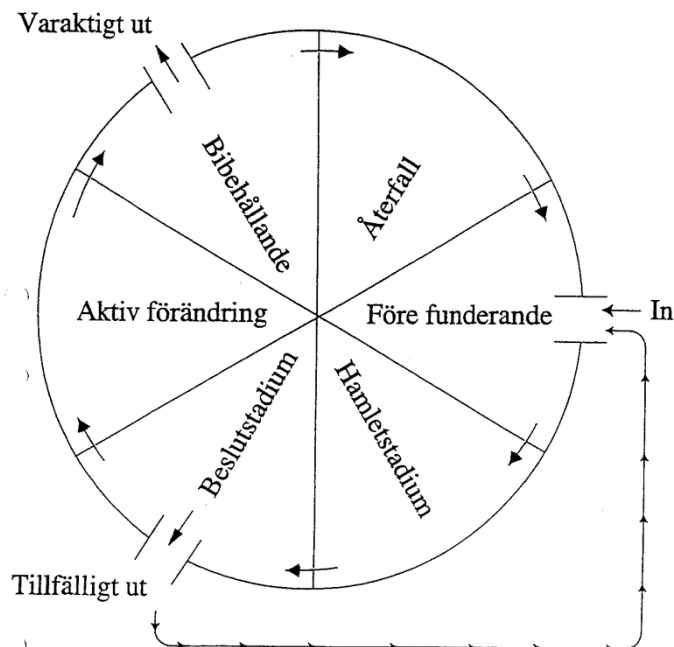 Varaktigt ut
Bibehållande
Återfall
Aktiv förändring
Före funderande
In
Beslutstadium
Hamletstadium
Tillfälligt ut